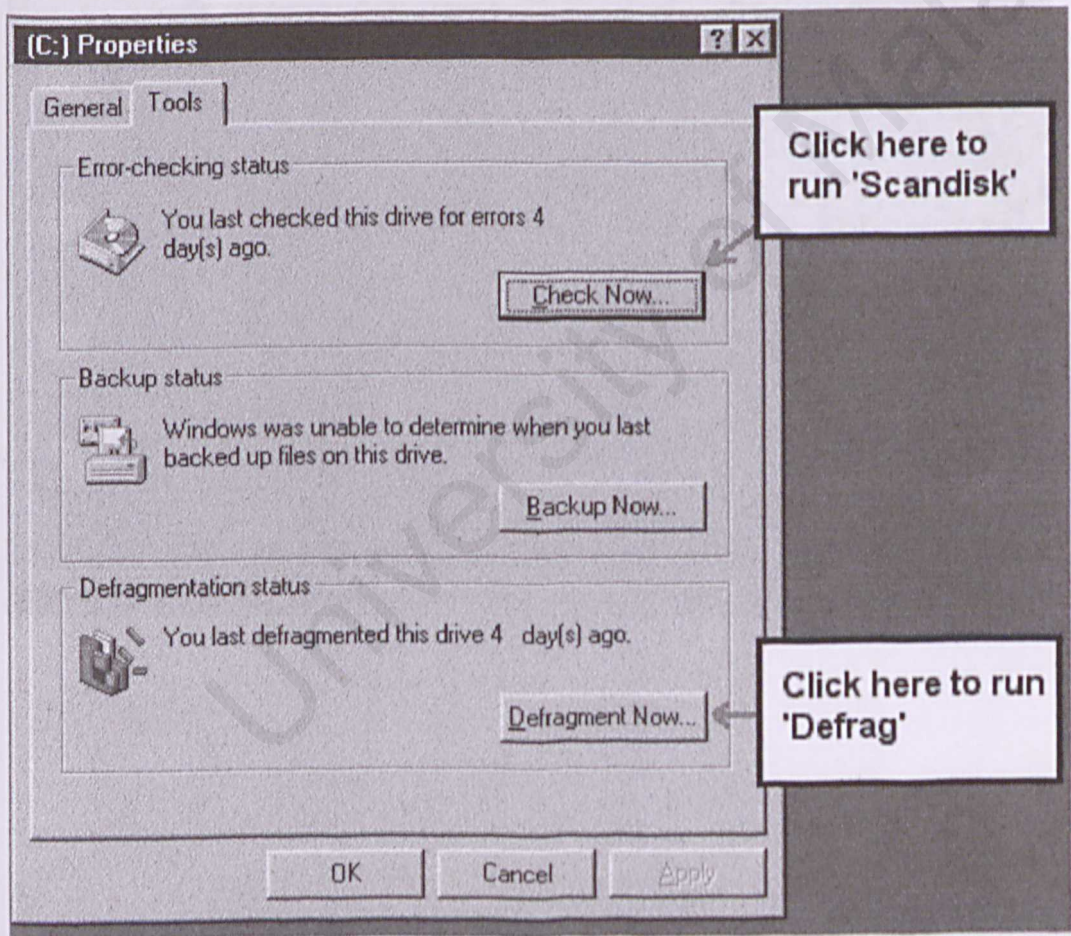 (C:) Properties
? X
General Tools
Error-checking status
You last checked this drive for errors 4
day(s) ago.
Check Now...
Click here to
run 'Scandisk'
Backup status
Windows was unable to determine when you last
backed up files on this drive.
Backup Now...
Defragmentation status
You last defragmented this drive 4 day(s) ago.
Defragment Now...
Click here to run
'Defrag'
OK Cancel Apply
University of Mala